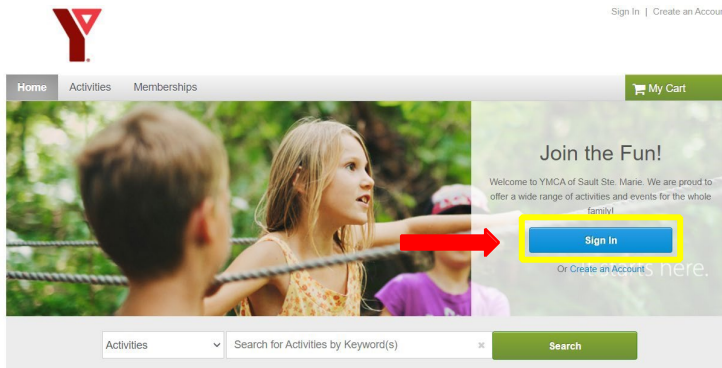 Sign In | Create an Accou
Home Activities Memberships My Cart
Join the Fun!
Welcome to YMCA of Sault Ste. Marie. We are proud to
offer a wide range of activities and events for the whole
family!
Sign In
Or Create an Account
here.
Activities Search for Activities by Keyword(s) Search